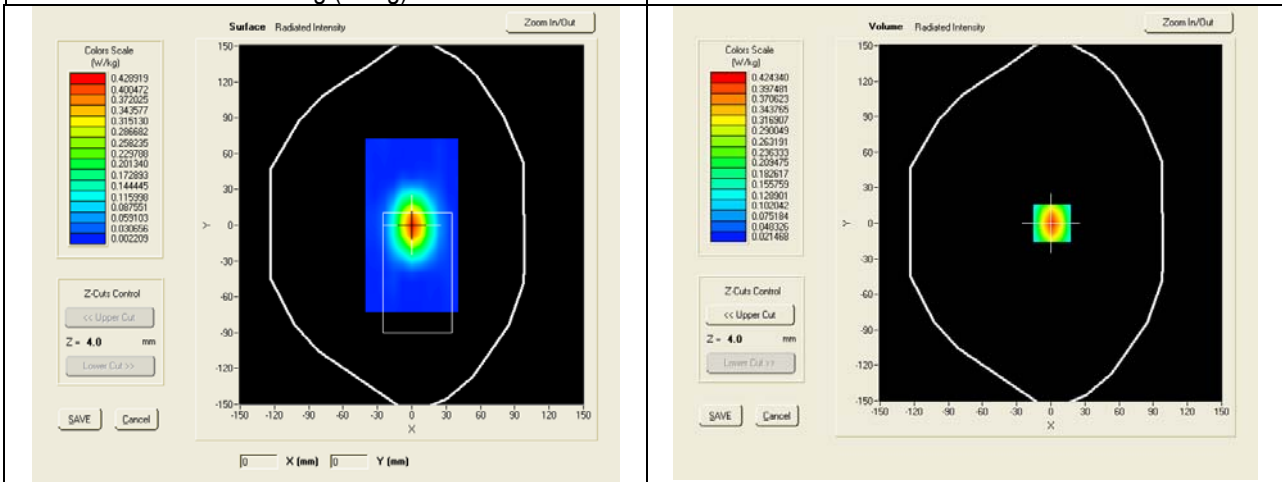 Surface Radiated Intensity
Zoom In/Out
Colors Scale
(W/kg)
0.428919
0.400472
0.372025
0.343577
0.315130
0.286682
0.258235
0.229788
0.201340
0.172893
0.144445
0.115998
0.087551
0.059103
0.030656
0.002209
Z-Cuts Control
<< Upper Cut
Z = 4.0 mm
Lower Cut >>
SAVE Cancel
150-
120-
90-
60-
30-
Y 0-
-30-
-60-
-90-
-120-
-150-
-150 -120 -90 -60 -30 0 30 60 90 120 150
X
0 X (mm) 0 Y (mm)
Volume Radiated Intensity
Zoom In/Out
Colors Scale
(W/kg)
0.424340
0.397481
0.370623
0.343765
0.316907
0.290049
0.263191
0.236333
0.209475
0.182617
0.155759
0.128901
0.102042
0.075184
0.048326
0.021468
Z-Cuts Control
<< Upper Cut
Z = 4.0 mm
Lower Cut >>
SAVE Cancel
150-
120-
90-
60-
30-
Y 0-
-30-
-60-
-90-
-120-
-150-
-150 -120 -90 -60 -30 0 30 60 90 120 150
X